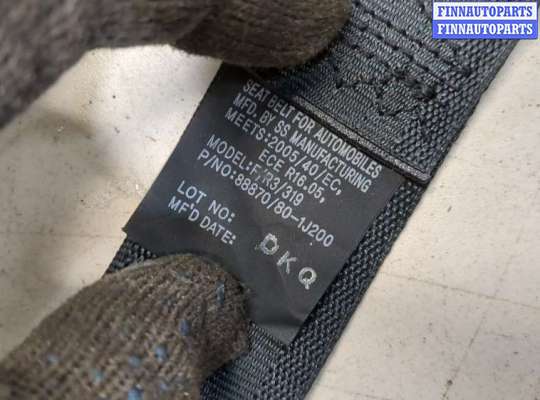 FINNAUTOPARTS
FINNAUTOPARTS
SEAT BELT FOR AUTOMOBILES
MFD. BY SS MANUFACTURING
MEETS:2005/40/EC,
ECE R16.05,
MODEL:F/R3/319
P/NO:88870/80-1J200
LOT NO:
MF'D DATE:
DKQ